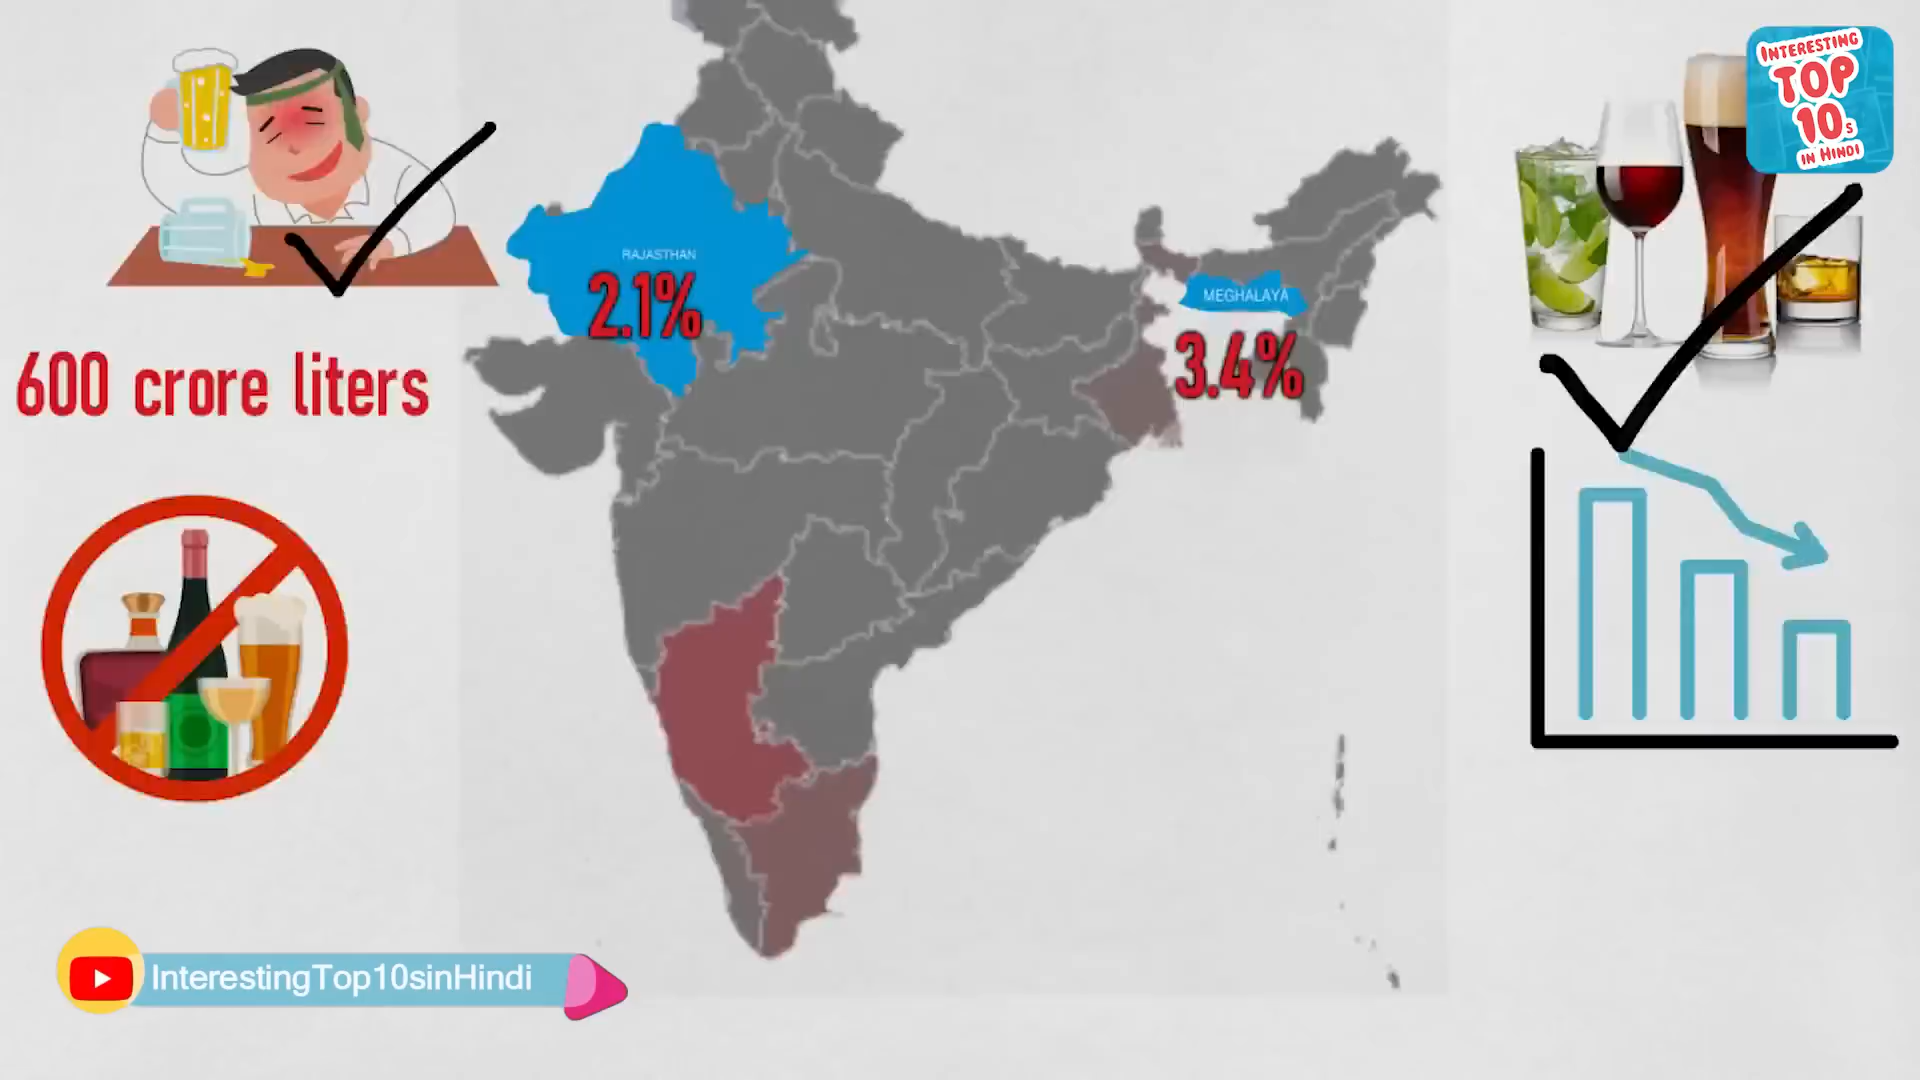 INTERESTING
TOP
10s
IN HINDI
RAJASTHAN
2.1%
MEGHALAYA
3.4%
600 crore liters
InterestingTop10sinHindi